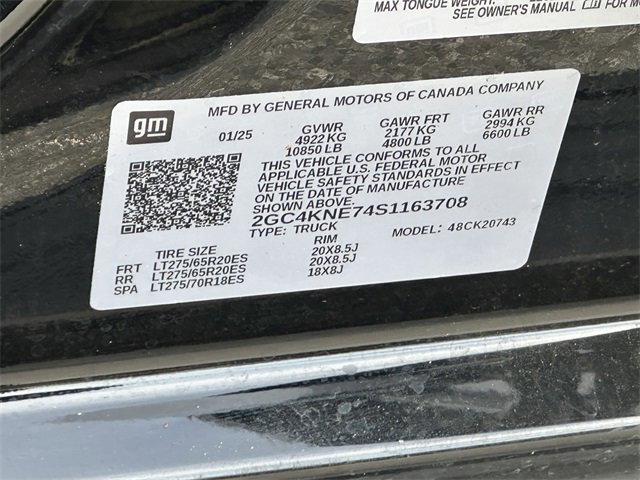 MAX TONGUE WEIGHT:
SEE OWNER'S MANUAL FOR MO
MFD BY GENERAL MOTORS OF CANADA COMPANY
gm
01/25 GVWR GAWR FRT GAWR RR
4922 KG 2177 KG 2994 KG
10850 LB 4800 LB 6600 LB
THIS VEHICLE CONFORMS TO ALL
APPLICABLE U.S. FEDERAL MOTOR
VEHICLE SAFETY STANDARDS IN EFFECT
ON THE DATE OF MANUFACTURE
SHOWN ABOVE.
2GC4KNE74S1163708
TYPE: TRUCK MODEL: 48CK20743
TIRE SIZE RIM
FRT LT275/65R20ES 20X8.5J
RR LT275/65R20ES 20X8.5J
SPA LT275/70R18ES 18X8J